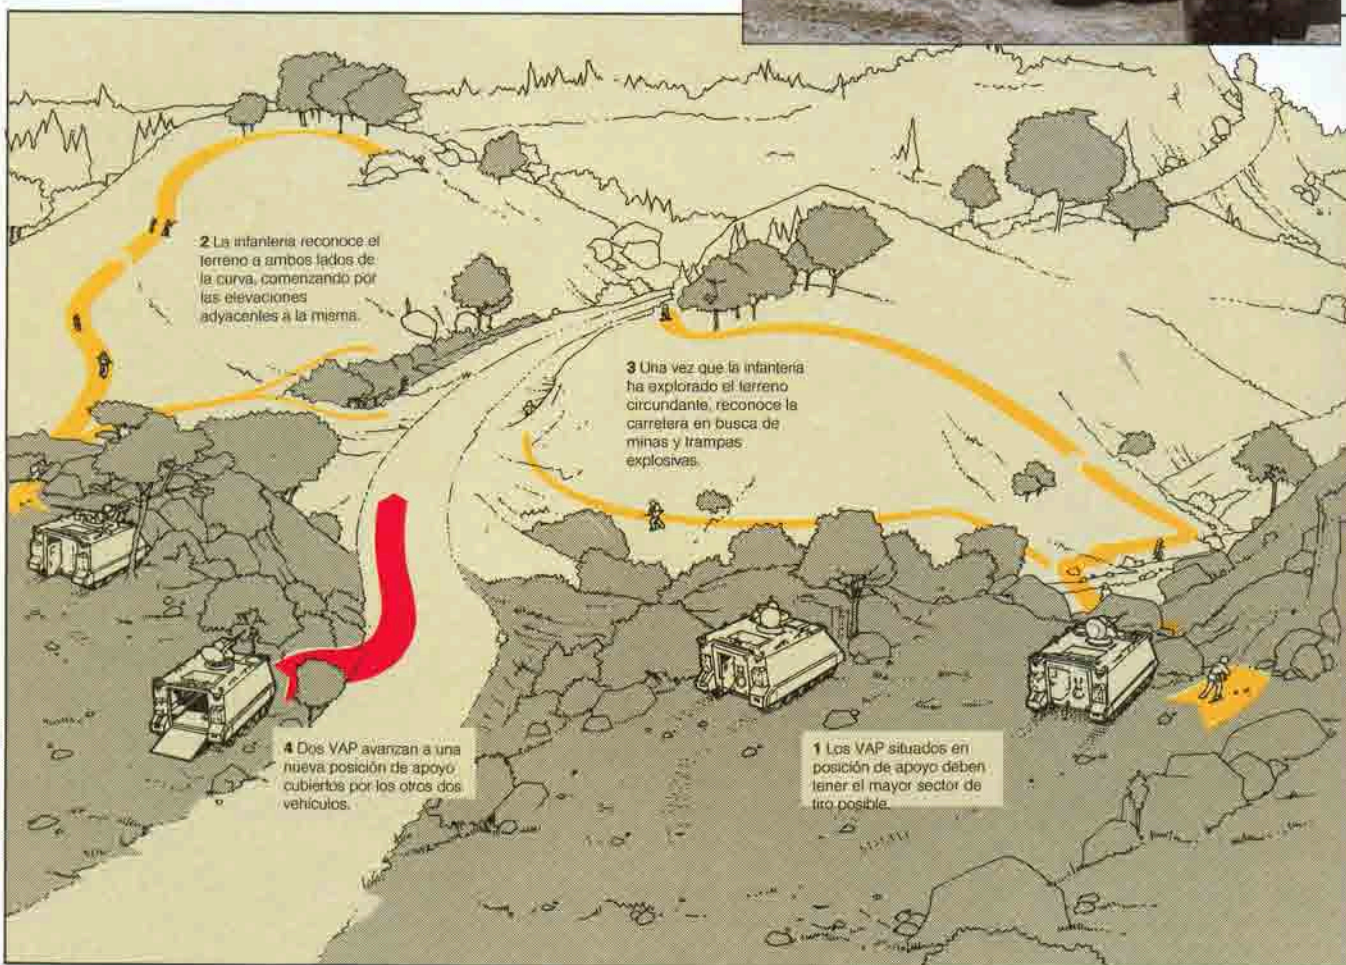 2 La infantería reconoce el
terreno a ambos lados de
la curva, comenzando por
las elevaciones
adyacentes a la misma.
3 Una vez que la infantería
ha explorado el terreno
circundante, reconoce la
carretera en busca de
minas y trampas
explosivas.
4 Dos VAP avanzan a una
nueva posición de apoyo
cubiertos por los otros dos
vehículos.
1 Los VAP situados en
posición de apoyo deben
tener el mayor sector de
tiro posible.